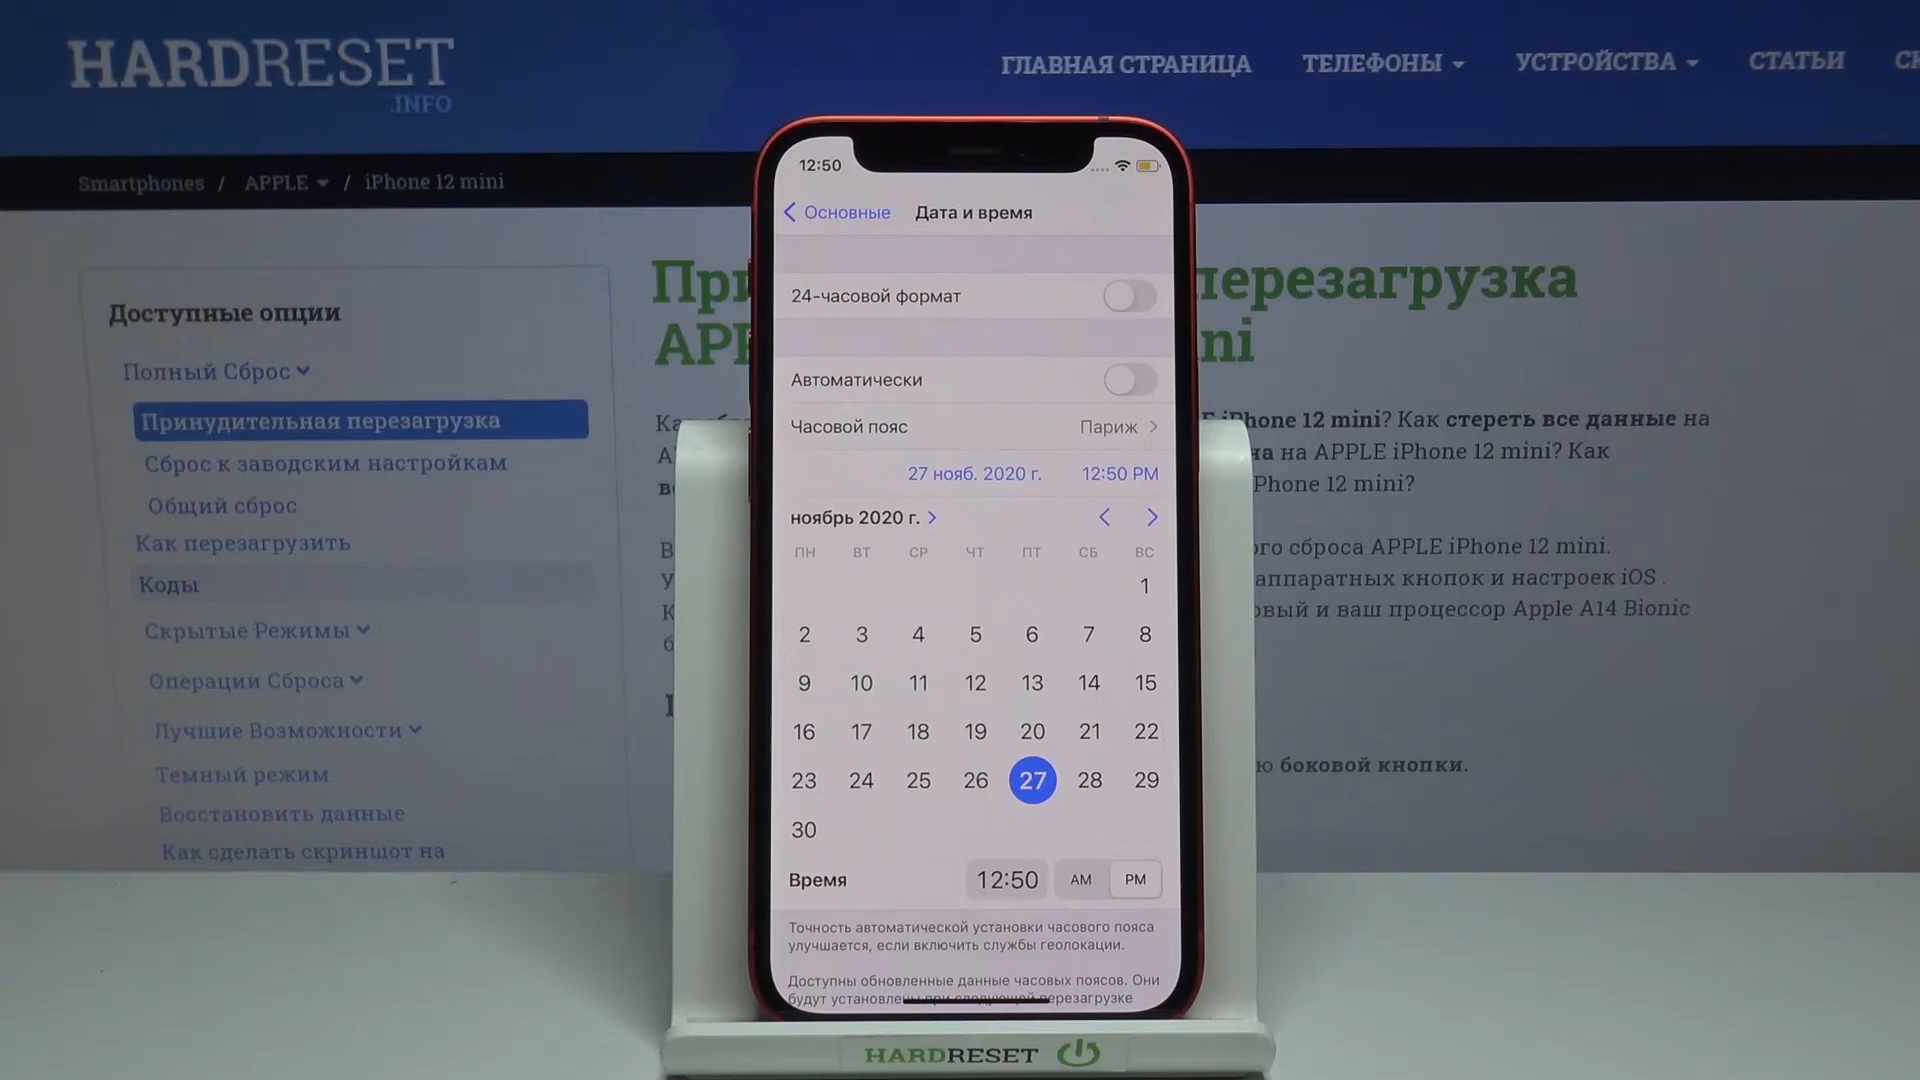 HARDRESET
.INFO
ГЛАВНАЯ СТРАНИЦА
ТЕЛЕФОНЫ
УСТРОЙСТВА
СТАТЬИ
Smartphones / APPLE / iPhone 12 mini
Доступные опции
Полный Сброс
Принудительная перезагрузка
Сброс к заводским настройкам
Общий сброс
Как перезагрузить
Коды
Скрытые Режимы
Операции Сброса
Лучшие Возможности
Темный режим
Восстановить данные
Как сделать скриншот на
перезагрузка
iPhone 12 mini? Как стереть все данные на
на APPLE iPhone 12 mini? Как
iPhone 12 mini?
сброса APPLE iPhone 12 mini.
аппаратных кнопок и настроек iOS .
и ваш процессор Apple A14 Bionic
боковой кнопки.
12:50
Основные
Дата и время
24-часовой формат
Автоматически
Часовой пояс
Париж
27 нояб. 2020 г.
12:50 PM
ноябрь 2020 г.
ПН ВТ СР ЧТ ПТ СБ ВС
1
2 3 4 5 6 7 8
9 10 11 12 13 14 15
16 17 18 19 20 21 22
23 24 25 26 27 28 29
30
Время
12:50
AM
PM
Точность автоматической установки часового пояса
улучшается, если включить службы геолокации.
Доступны обновленные данные часовых поясов. Они
будут установлены при следующей перезагрузке
HARDRESET